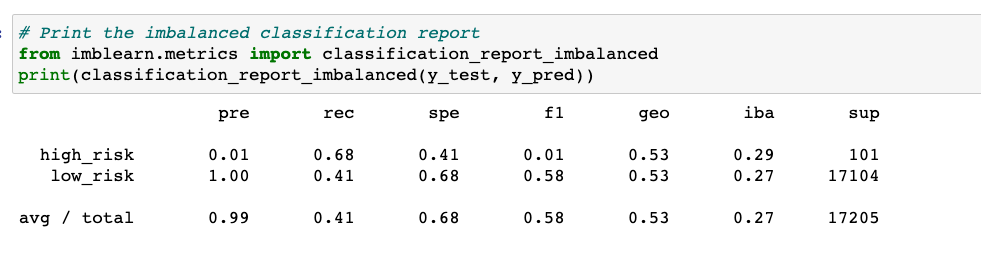 # Print the imbalanced classification report
from imblearn.metrics import classification_report_imbalanced
print(classification_report_imbalanced(y_test, y_pred))
pre rec spe f1 geo iba sup
high_risk 0.01 0.68 0.41 0.01 0.53 0.29 101
low_risk 1.00 0.41 0.68 0.58 0.53 0.27 17104
avg / total 0.99 0.41 0.68 0.58 0.53 0.27 17205